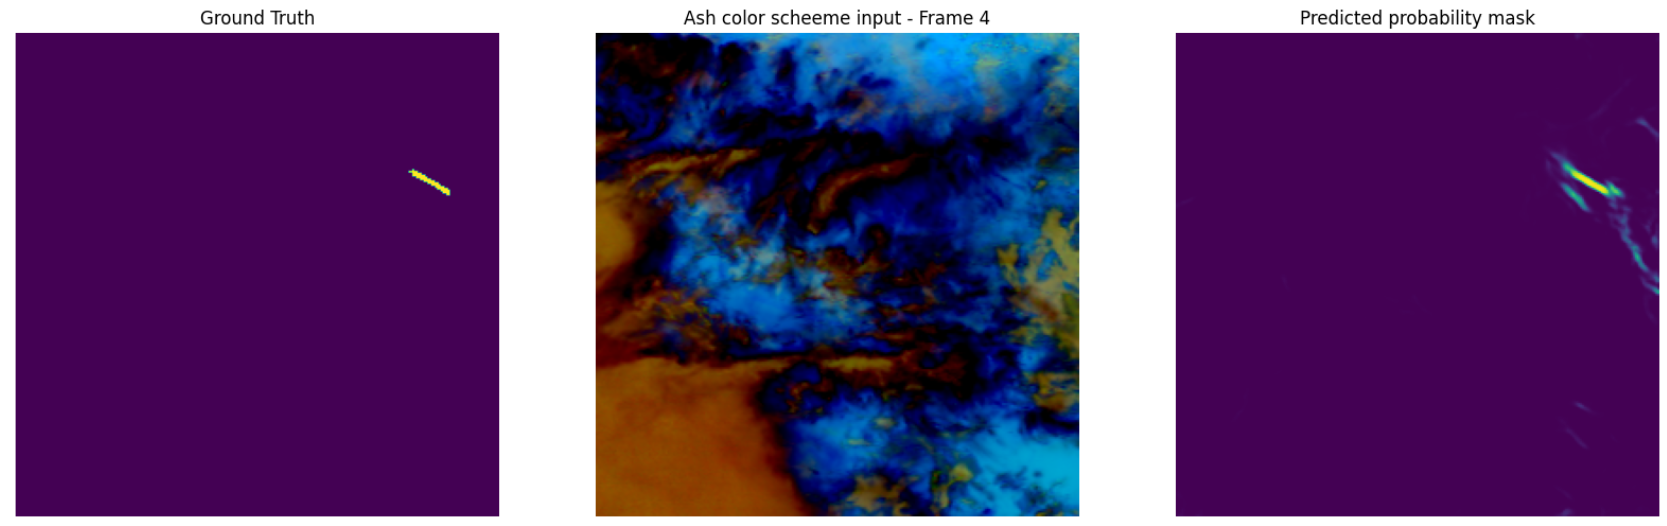 Ground Truth
Ash color scheeme input - Frame 4
Predicted probability mask